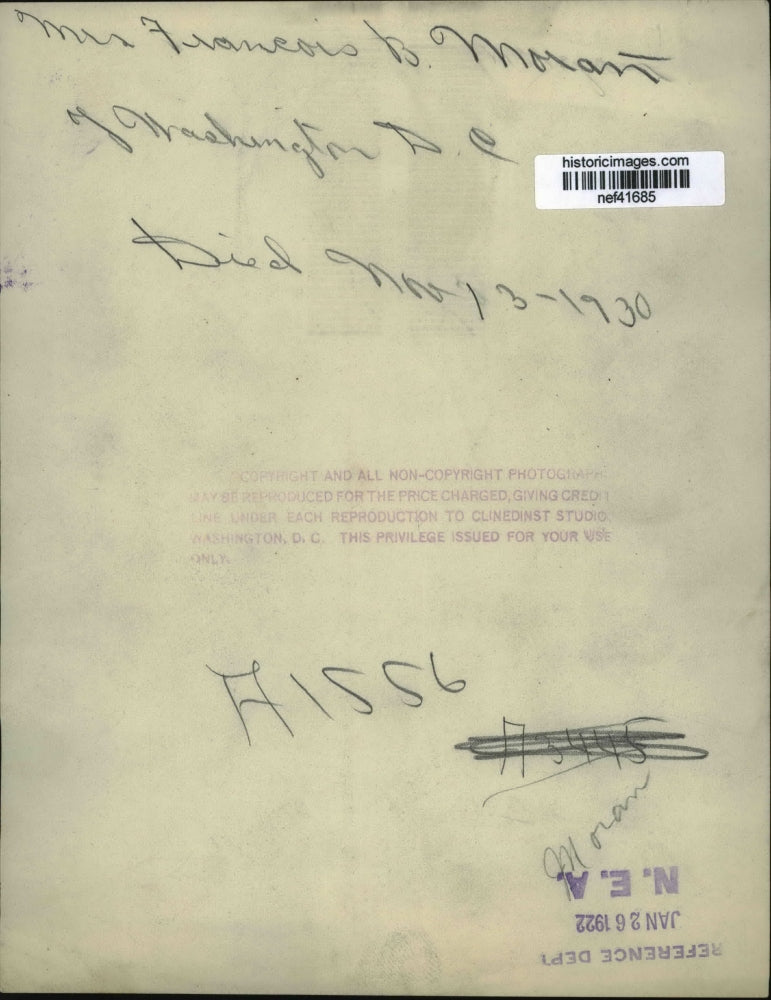 Mrs Francois B. Moran
of Washington D. C
historicimages.com
nef41685
Died Nov 13-1930
COPYRIGHT AND ALL NON-COPYRIGHT PHOTOGRAPH
MAY BE REPRODUCED FOR THE PRICE CHARGED, GIVING CREDIT
LINE UNDER EACH REPRODUCTION TO CLINEDINST STUDIO,
WASHINGTON, D. C. THIS PRIVILEGE ISSUED FOR YOUR USE
ONLY.
A1556
Moran
N. E. A.
JAN 26 1922
REFERENCE DEPT